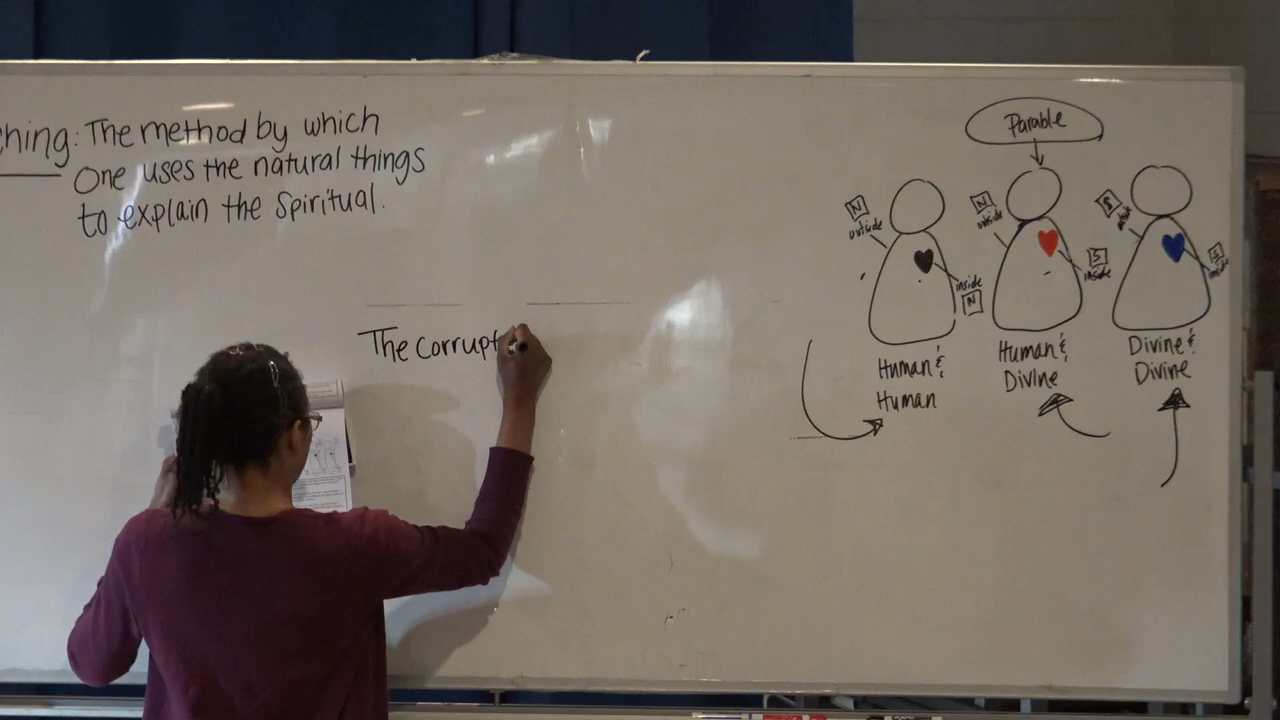 ching: The method by which
One uses the natural things
to explain the Spiritual.
The corrupt
Parable
N
outside
inside
N
Human &
Human
N
outside
S
inside
Human &
Divine
S
S
inside
Divine &
Divine